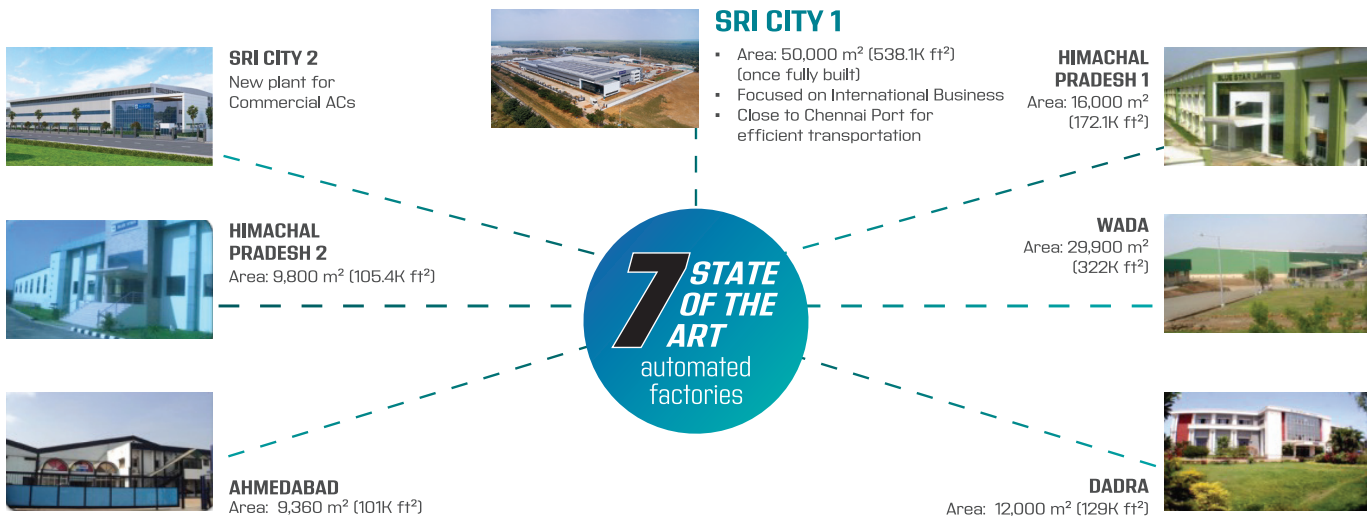 SRI CITY 1
▪ Area: 50,000 m² (538.1K ft²)
(once fully built)
▪ Focused on International Business
▪ Close to Chennai Port for
efficient transportation
SRI CITY 2
New plant for
Commercial ACs
HIMACHAL
PRADESH 1
Area: 16,000 m²
(172.1K ft²)
BLUE STAR LIMITED
HIMACHAL
PRADESH 2
Area: 9,800 m² (105.4K ft²)
WADA
Area: 29,900 m²
(322K ft²)
7 STATE
OF THE
ART
automated
factories
AHMEDABAD
Area: 9,360 m² (101K ft²)
DADRA
Area: 12,000 m² (129K ft²)